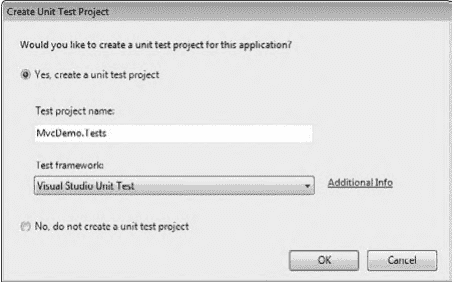 Create Unit Test Project
Would you like to create a unit test project for this application?
Yes, create a unit test project
Test project name:
MvcDemo.Tests
Test framework:
Visual Studio Unit Test
Additional Info
No, do not create a unit test project
OK Cancel